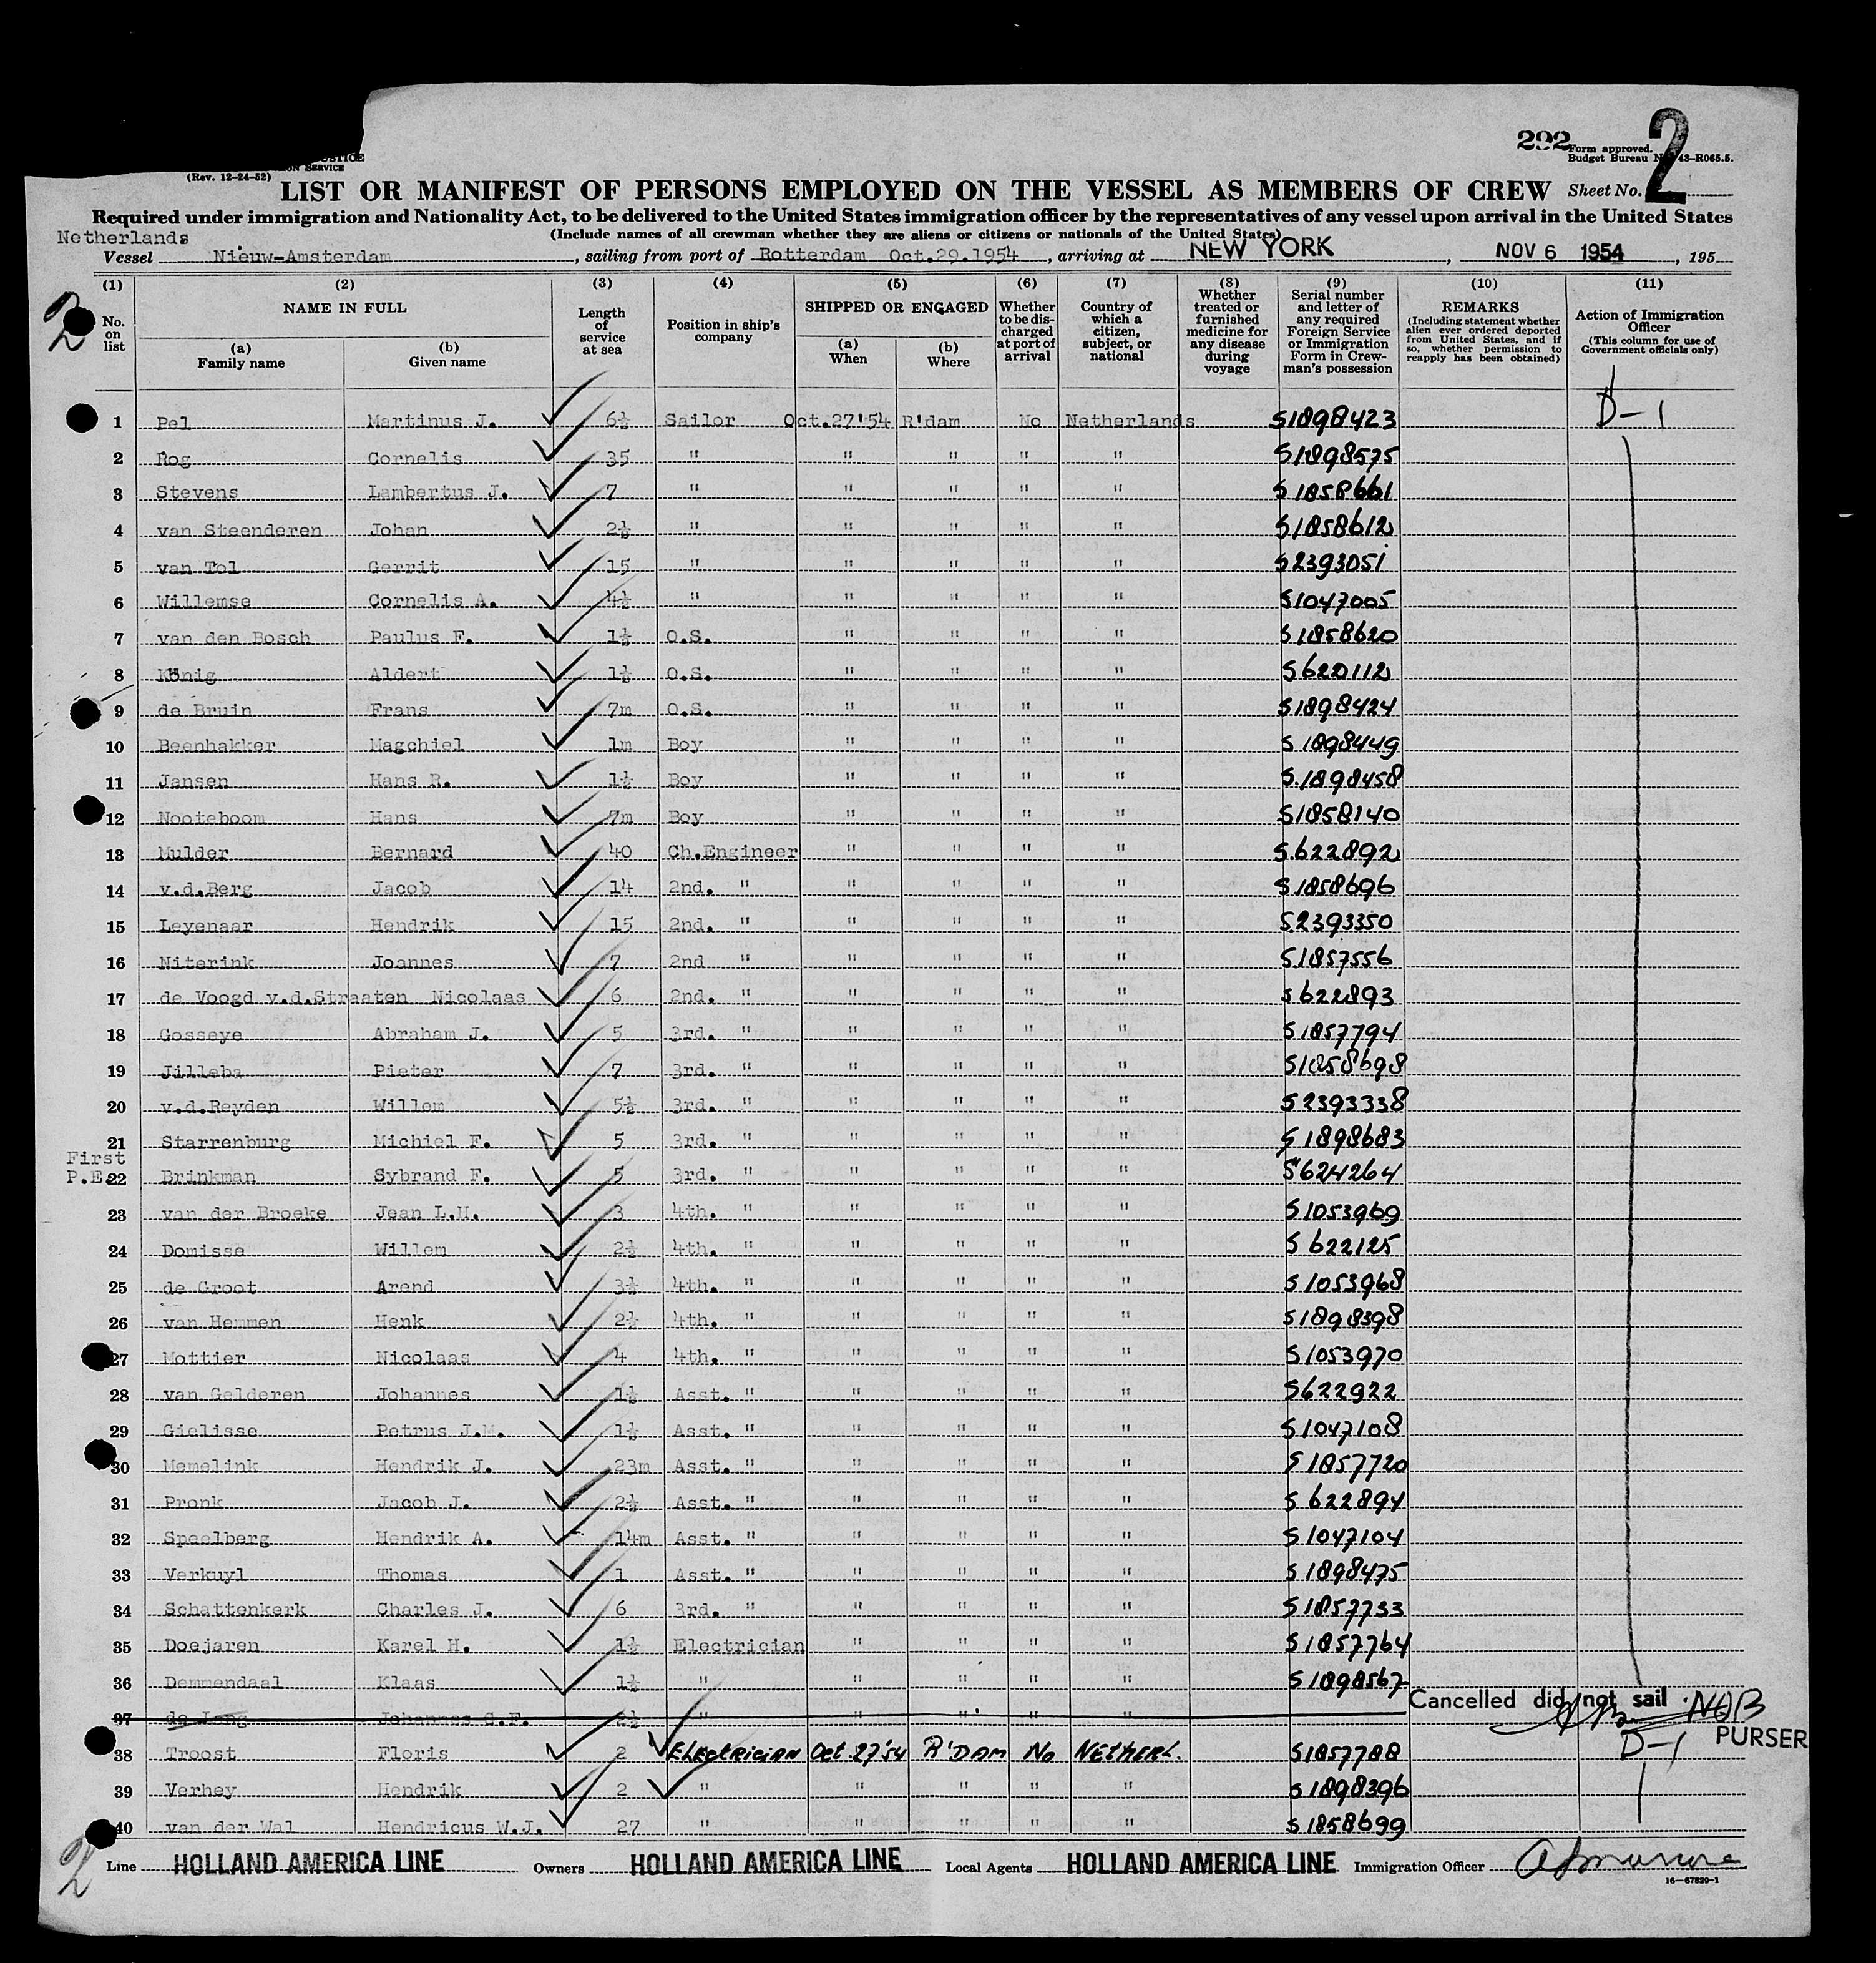 292
Form approved.
Budget Bureau No. 43-R065.5.
(Rev. 12-24-52)
LIST OR MANIFEST OF PERSONS EMPLOYED ON THE VESSEL AS MEMBERS OF CREW Sheet No. 2
Required under immigration and Nationality Act, to be delivered to the United States immigration officer by the representatives of any vessel upon arrival in the United States
(Include names of all crewman whether they are aliens or citizens or nationals of the United States)
Netherlands
Vessel Nieuw-Amsterdam, sailing from port of Rotterdam Oct.29.1954, arriving at NEW YORK, NOV 6 1954, 195
(1) (2) (3) (4) (5) (6) (7) (8) (9) (10) (11)
No. on list
NAME IN FULL
(a) Family name
(b) Given name
Length of service at sea
Position in ship's company
SHIPPED OR ENGAGED
(a) When
(b) Where
Whether to be discharged at port of arrival
Country of which a citizen, subject, or national
Whether treated or furnished medicine for any disease during voyage
Serial number and letter of any required Foreign Service or Immigration Form in Crewman's possession
REMARKS
(Including statement whether alien ever ordered deported from United States, and if so, whether permission to reapply has been obtained)
Action of Immigration Officer
(This column for use of Government officials only)
1 Pel Martinus J. 6½ Sailor Oct.27'54 R'dam No Netherlands S1898423 D-1
2 Rog Cornelis 35 " " " " " S1898575
3 Stevens Lambertus J. 7 " " " " " S1858661
4 van Steenderen Johan 2½ " " " " " S1858612
5 van Tol Gerrit 15 " " " " " S2393051
6 Willemse Cornelis A. 4½ " " " " " S1047005
7 van den Bosch Paulus F. 1½ O.S. " " " " S1858620
8 König Aldert 1½ O.S. " " " " S620112
9 de Bruin Frans 7m O.S. " " " " S1898424
10 Beenhakker Magchiel 1m Boy " " " " S1898449
11 Jansen Hans R. 1½ Boy " " " " S.1898458
12 Nooteboom Hans 7m Boy " " " " S1858140
13 Mulder Bernard 40 Ch.Engineer " " " " S.622892
14 v.d.Berg Jacob 14 2nd. " " " " " S1858696
15 Leyenaar Hendrik 15 2nd. " " " " " S2393350
16 Niterink Joannes 7 2nd " " " " " S1857556
17 de Voogd v.d.Straaten Nicolaas 6 2nd. " " " " " S622893
18 Gosseye Abraham J. 5 3rd. " " " " " S1857794
19 Jilleba Pieter 7 3rd. " " " " " S1858698
20 v.d.Reyden Willem 5½ 3rd. " " " " " S2393338
21 Starrenburg Michiel F. 5 3rd. " " " " " S1898683
First
P.E. 22 Brinkman Sybrand F. 5 3rd. " " " " " S624264
23 van der Broeke Jean L.H. 3 4th. " " " " " S1053969
24 Domisse Willem 2½ 4th. " " " " " S622125
25 de Groot Arend 3½ 4th. " " " " " S1053968
26 van Hemmen Henk 2½ 4th. " " " " " S1898398
27 Mottier Nicolaas 4 4th. " " " " " S1053970
28 van Gelderen Johannes 1½ Asst. " " " " " S622922
29 Gielisse Petrus J.M. 1½ Asst. " " " " " S1047108
30 Memelink Hendrik J. 23m Asst. " " " " " S1857720
31 Pronk Jacob J. 2½ Asst. " " " " " S622894
32 Speelberg Hendrik A. 14m Asst. " " " " " S1047104
33 Verkuyl Thomas 1 Asst. " " " " " S1898475
34 Schattenkerk Charles J. 6 3rd. " " " " " S1857733
35 Doejaren Karel H. 1½ Electrician " " " " S1857764
36 Demmendaal Klaas 1½ " " " " " S1898567
Cancelled did not sail
37 de Jong Johannes C.F. 2½ "
PURSER
38 Troost Floris 2 ELECTRICIAN Oct.27'54 R'DAM No NETHERL. S1857788 D-1
39 Verhey Hendrik 2 " " " " " S1898396
40 van der Wal Hendricus W.J. 27 " " " " " S1858699
Line HOLLAND AMERICA LINE Owners HOLLAND AMERICA LINE Local Agents HOLLAND AMERICA LINE Immigration Officer
16-67839-1
2
2